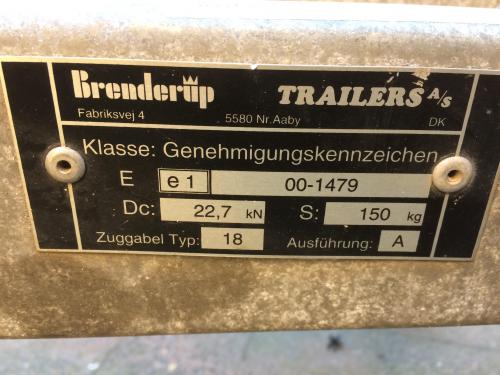 Brenderup TRAILERS A/S
Fabriksvej 4 5580 Nr. Aaby DK
Klasse: Genehmigungskennzeichen
E e1 00-1479
Dc: 22,7 kN S: 150 kg
Zuggabel Typ: 18 Ausführung: A